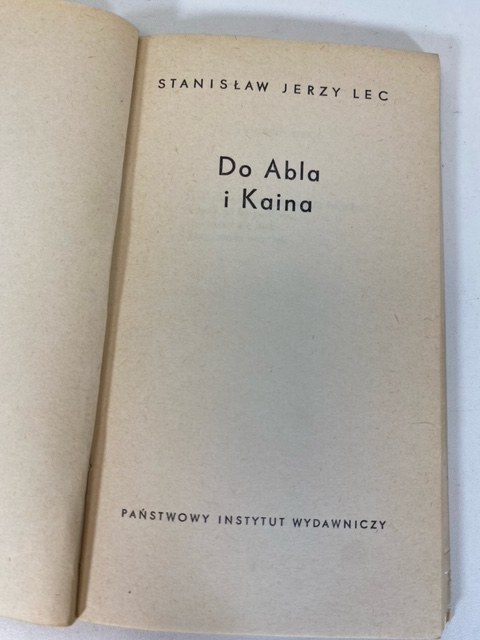 STANISŁAW JERZY LEC
Do Abla
i Kaina
PAŃSTWOWY INSTYTUT WYDAWNICZY